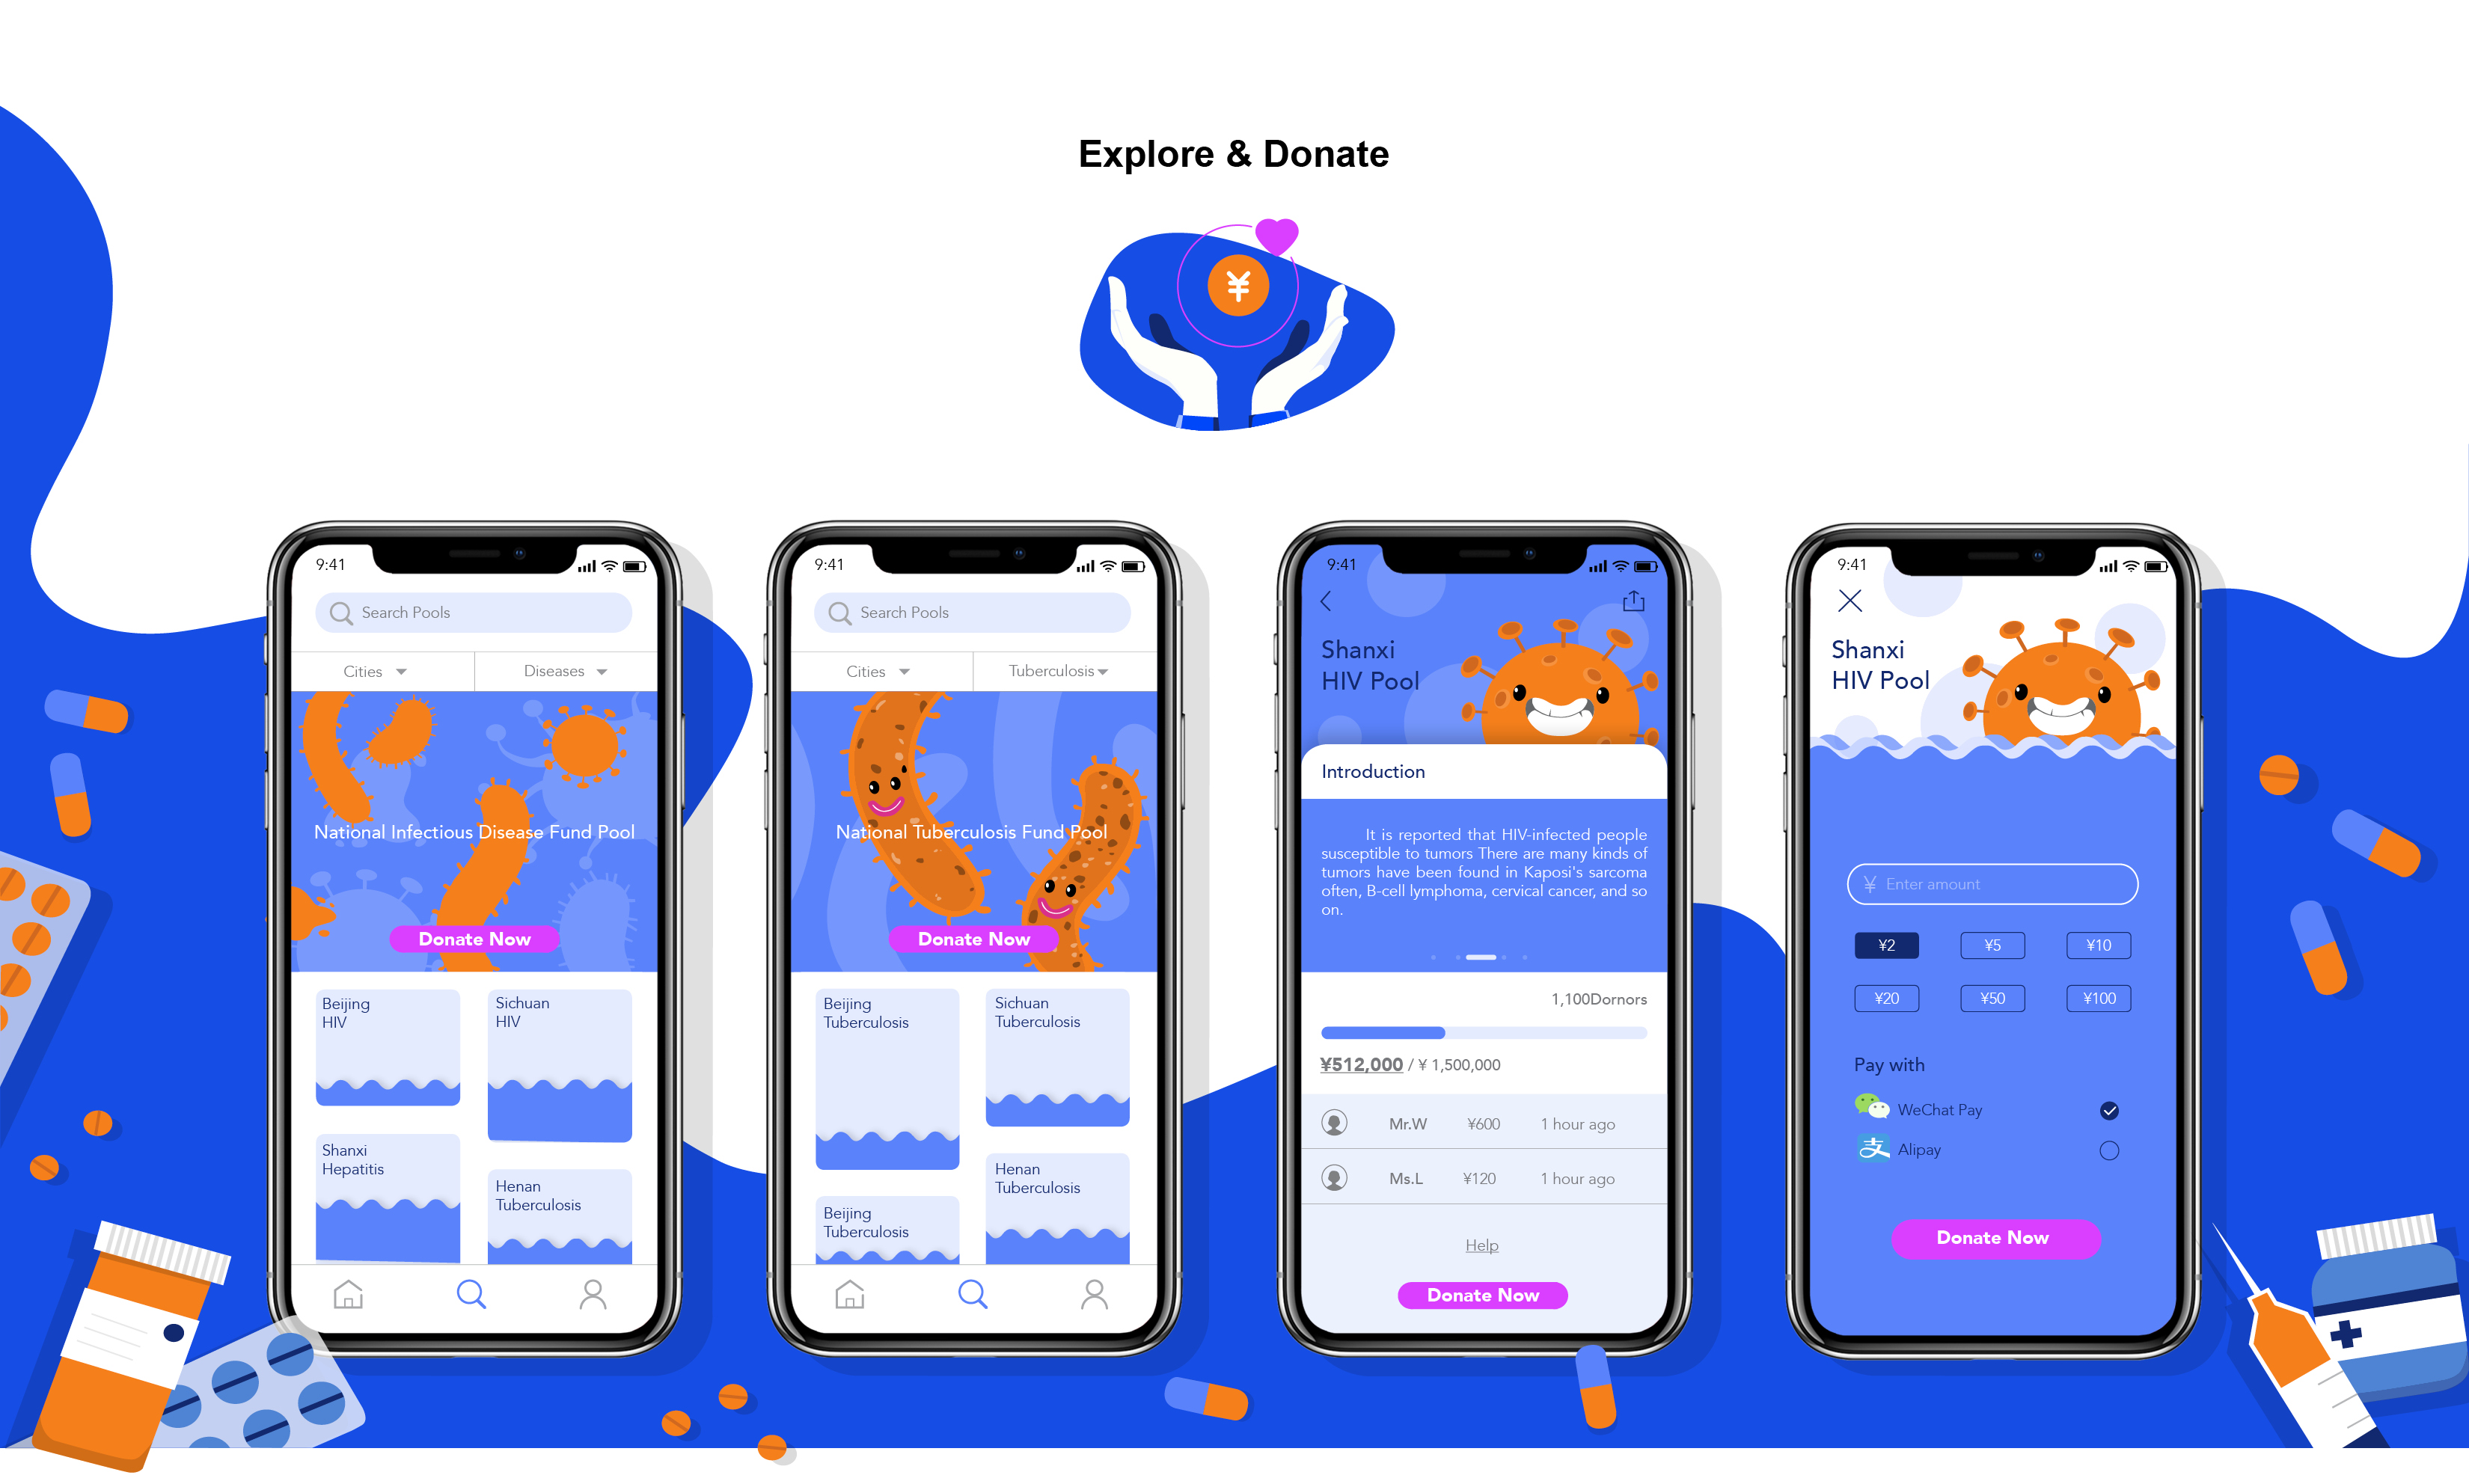 Explore & Donate
¥
9:41
Search Pools
Cities
Diseases
National Infectious Disease Fund Pool
Donate Now
Beijing
HIV
Sichuan
HIV
Shanxi
Hepatitis
Henan
Tuberculosis
9:41
Search Pools
Cities
Tuberculosis
National Tuberculosis Fund Pool
Donate Now
Beijing
Tuberculosis
Sichuan
Tuberculosis
Henan
Tuberculosis
Beijing
Tuberculosis
9:41
Shanxi
HIV Pool
Introduction
It is reported that HIV-infected people
susceptible to tumors There are many kinds of
tumors have been found in Kaposi's sarcoma
often, B-cell lymphoma, cervical cancer, and so
on.
1,100Dornors
¥512,000 / ¥ 1,500,000
Mr.W ¥600 1 hour ago
Ms.L ¥120 1 hour ago
Help
Donate Now
9:41
Shanxi
HIV Pool
¥ Enter amount
¥2 ¥5 ¥10
¥20 ¥50 ¥100
Pay with
WeChat Pay
支 Alipay
Donate Now